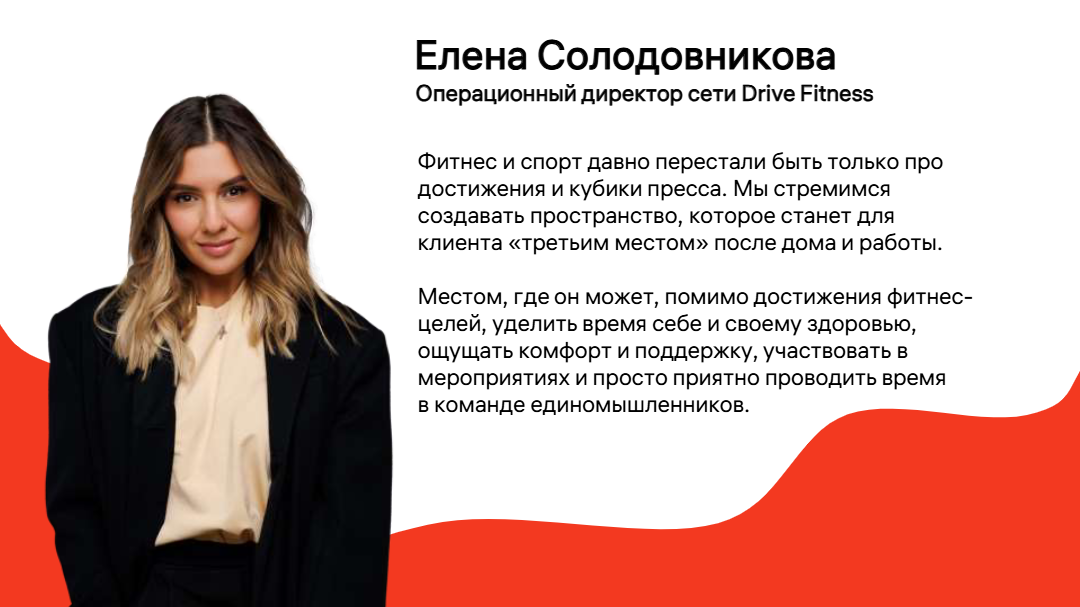 Елена Солодовникова
Операционный директор сети Drive Fitness
Фитнес и спорт давно перестали быть только про
достижения и кубики пресса. Мы стремимся
создавать пространство, которое станет для
клиента «третьим местом» после дома и работы.
Местом, где он может, помимо достижения фитнес-
целей, уделить время себе и своему здоровью,
ощущать комфорт и поддержку, участвовать в
мероприятиях и просто приятно проводить время
в команде единомышленников.